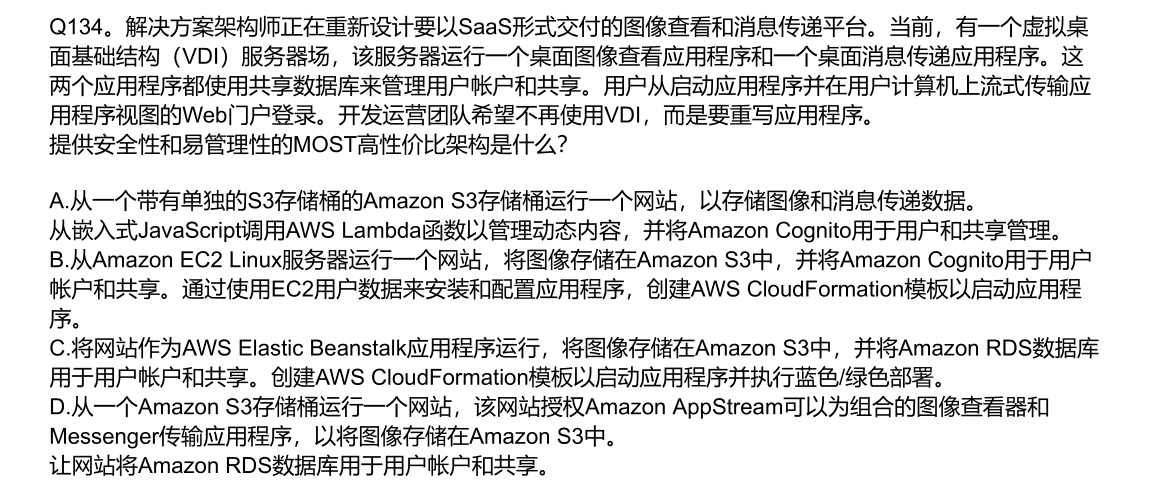 Q134。解决方案架构师正在重新设计要以SaaS形式交付的图像查看和消息传递平台。当前，有一个虚拟桌
面基础结构（VDI）服务器场，该服务器运行一个桌面图像查看应用程序和一个桌面消息传递应用程序。这
两个应用程序都使用共享数据库来管理用户帐户和共享。用户从启动应用程序并在用户计算机上流式传输应
用程序视图的Web门户登录。开发运营团队希望不再使用VDI，而是要重写应用程序。
提供安全性和易管理性的MOST高性价比架构是什么？
A.从一个带有单独的S3存储桶的Amazon S3存储桶运行一个网站，以存储图像和消息传递数据。
从嵌入式JavaScript调用AWS Lambda函数以管理动态内容，并将Amazon Cognito用于用户和共享管理。
B.从Amazon EC2 Linux服务器运行一个网站，将图像存储在Amazon S3中，并将Amazon Cognito用于用户
帐户和共享。通过使用EC2用户数据来安装和配置应用程序，创建AWS CloudFormation模板以启动应用程
序。
C.将网站作为AWS Elastic Beanstalk应用程序运行，将图像存储在Amazon S3中，并将Amazon RDS数据库
用于用户帐户和共享。创建AWS CloudFormation模板以启动应用程序并执行蓝色/绿色部署。
D.从一个Amazon S3存储桶运行一个网站，该网站授权Amazon AppStream可以为组合的图像查看器和
Messenger传输应用程序，以将图像存储在Amazon S3中。
让网站将Amazon RDS数据库用于用户帐户和共享。